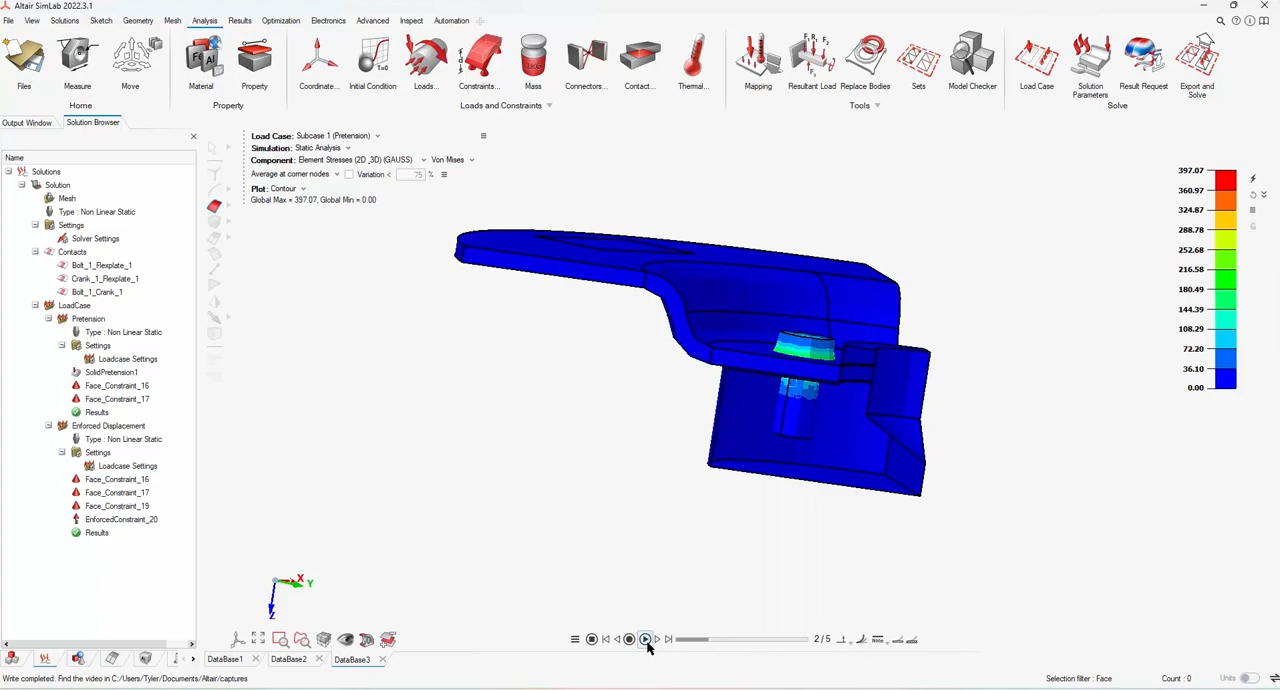 Altair SimLab 2022.3.1
File View Solutions Sketch Geometry Mesh Analysis Results Optimization Electronics Advanced Inspect Automation
Files Measure Move Material Property Coordinate... Initial Condition Loads... Constraints... Mass Connectors... Contact... Thermal... Mapping Resultant Load Replace Bodies Sets Model Checker Load Case Solution Parameters Result Request Export and Solve
Home Property Loads and Constraints Tools Solve
Output Window Solution Browser
Name
Solutions
Solution
Mesh
Type : Non Linear Static
Settings
Solver Settings
Contacts
Bolt_1_Flexplate_1
Crank_1_Flexplate_1
Bolt_1_Crank_1
LoadCase
Pretension
Type : Non Linear Static
Settings
Loadcase Settings
SolidPretension1
Face_Constraint_16
Face_Constraint_17
Results
Enforced Displacement
Type : Non Linear Static
Settings
Loadcase Settings
Face_Constraint_16
Face_Constraint_17
Face_Constraint_19
EnforcedConstraint_20
Results
Load Case: Subcase 1 (Pretension)
Simulation: Static Analysis
Component: Element Stresses (2D _3D) (GAUSS) Von Mises
Average at corner nodes Variation < 75 %
Plot: Contour
Global Max = 397.07, Global Min = 0.00
397.07
360.97
324.87
288.78
252.68
216.58
180.49
144.39
108.29
72.20
36.10
0.00
X
Y
Z
2/5
None
DataBase1 DataBase2 DataBase3
Write completed. Find the video in C:/Users/Tyler/Documents/Altair/captures
Selection filter : Face Count : 0 Units